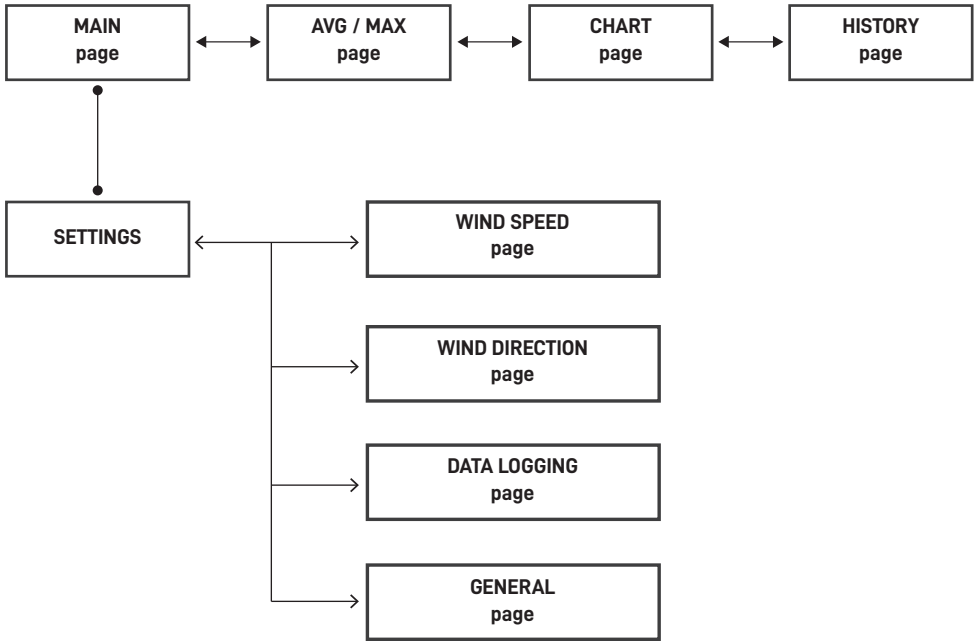 MAIN
page
AVG / MAX
page
CHART
page
HISTORY
page
SETTINGS
WIND SPEED
page
WIND DIRECTION
page
DATA LOGGING
page
GENERAL
page